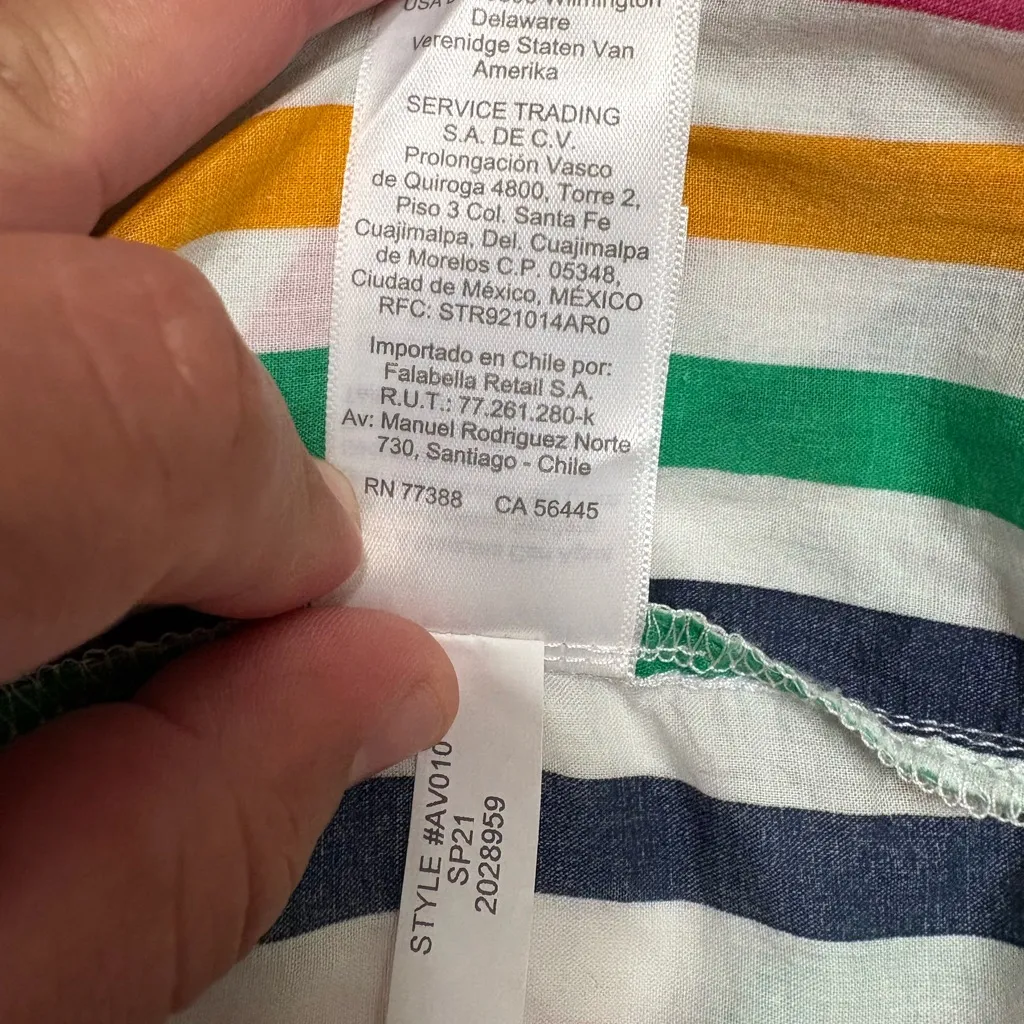 USA
Wilmington
Delaware
Verenidge Staten Van
Amerika
SERVICE TRADING
S.A. DE C.V.
Prolongación Vasco
de Quiroga 4800, Torre 2,
Piso 3 Col. Santa Fe
Cuajimalpa, Del. Cuajimalpa
de Morelos C.P. 05348,
Ciudad de México, MÉXICO
RFC: STR921014AR0
Importado en Chile por:
Falabella Retail S.A.
R.U.T.: 77.261.280-k
Av: Manuel Rodriguez Norte
730, Santiago - Chile
RN 77388 CA 56445
STYLE #AV010
SP21
2028959